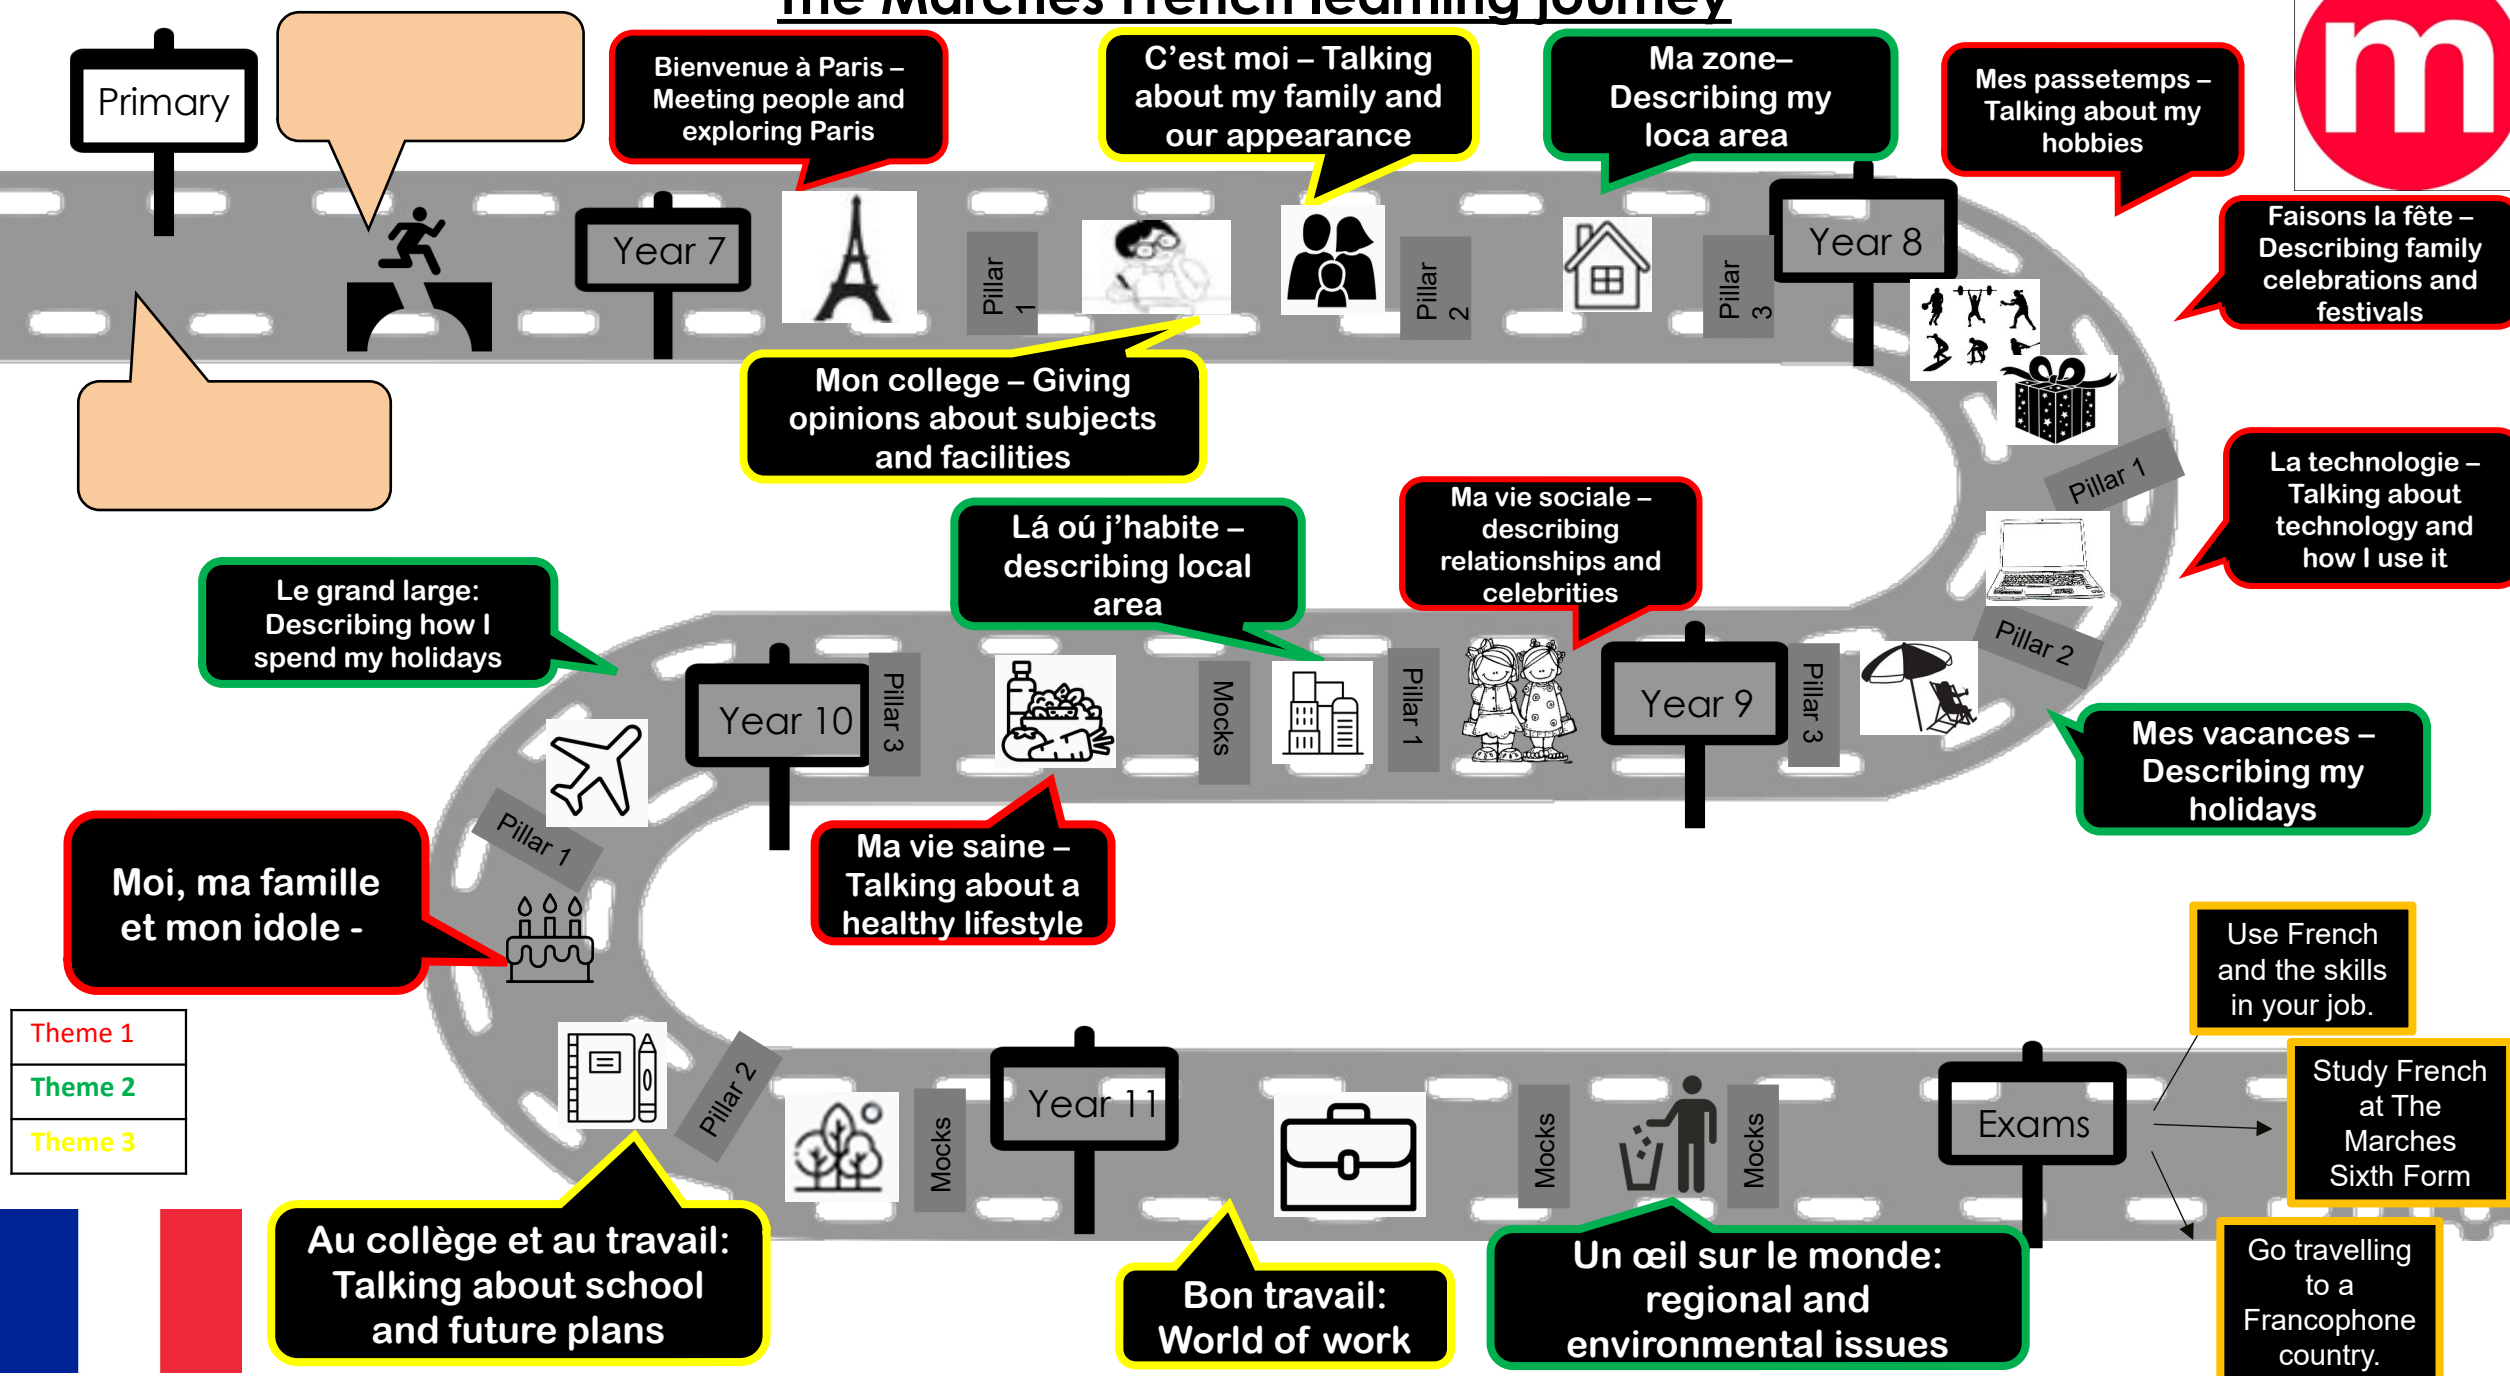 The Marches French learning journey
m
Primary
Bienvenue à Paris –
Meeting people and
exploring Paris
C’est moi – Talking
about my family and
our appearance
Ma zone–
Describing my
loca area
Mes passetemps –
Talking about my
hobbies
Year 7
Pillar
1
Pillar
2
Pillar
3
Year 8
Faisons la fête –
Describing family
celebrations and
festivals
Mon college – Giving
opinions about subjects
and facilities
Pillar 1
La technologie –
Talking about
technology and
how I use it
Pillar 2
Mes vacances –
Describing my
holidays
Pillar 3
Year 9
Ma vie sociale –
describing
relationships and
celebrities
Pillar 1
Lá oú j’habite –
describing local
area
Mocks
Ma vie saine –
Talking about a
healthy lifestyle
Pillar 3
Year 10
Le grand large:
Describing how I
spend my holidays
Pillar 1
Moi, ma famille
et mon idole -
Theme 1
Theme 2
Theme 3
Au collège et au travail:
Talking about school
and future plans
Pillar 2
Mocks
Year 11
Bon travail:
World of work
Mocks
Un œil sur le monde:
regional and
environmental issues
Mocks
Exams
Use French
and the skills
in your job.
Study French
at The
Marches
Sixth Form
Go travelling
to a
Francophone
country.